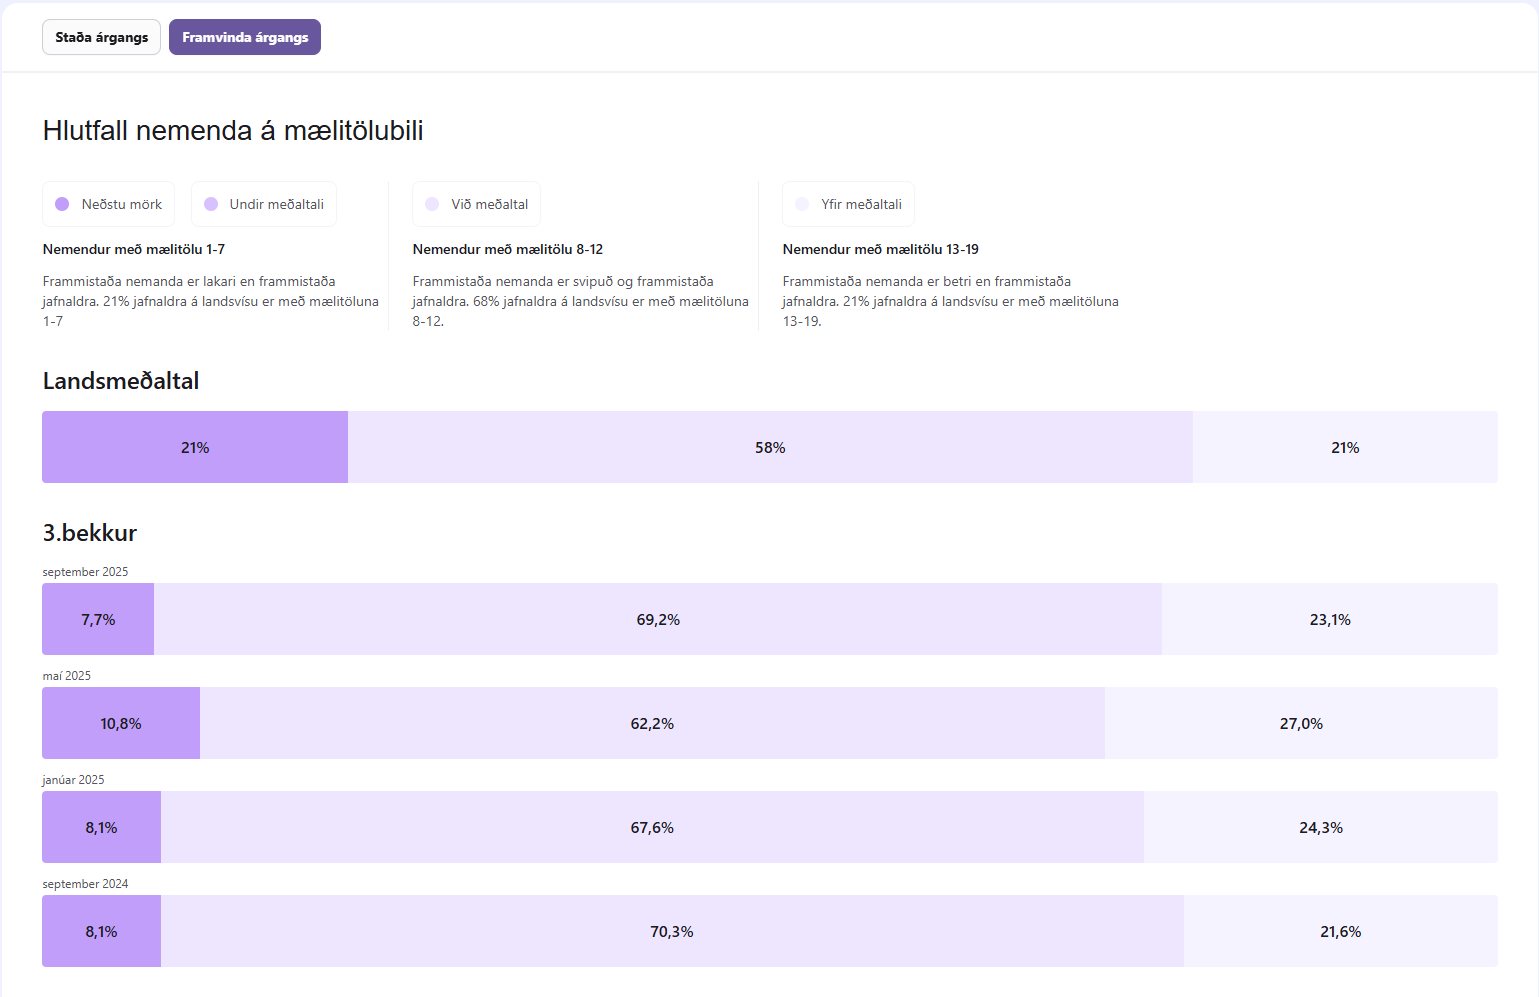 Staða árgangs
Framvinda árgangs
Hlutfall nemenda á mælitölubili
Neðstu mörk
Undir meðaltali
Nemendur með mælitölu 1-7
Frammistaða nemanda er lakari en frammistaða
jafnaldra. 21% jafnaldra á landsvísu er með mælitöluna
1-7
Við meðaltal
Nemendur með mælitölu 8-12
Frammistaða nemanda er svipuð og frammistaða
jafnaldra. 68% jafnaldra á landsvísu er með mælitöluna
8-12.
Yfir meðaltali
Nemendur með mælitölu 13-19
Frammistaða nemanda er betri en frammistaða
jafnaldra. 21% jafnaldra á landsvísu er með mælitöluna
13-19.
Landsmeðaltal
21% 58% 21%
3.bekkur
september 2025
7,7% 69,2% 23,1%
maí 2025
10,8% 62,2% 27,0%
janúar 2025
8,1% 67,6% 24,3%
september 2024
8,1% 70,3% 21,6%